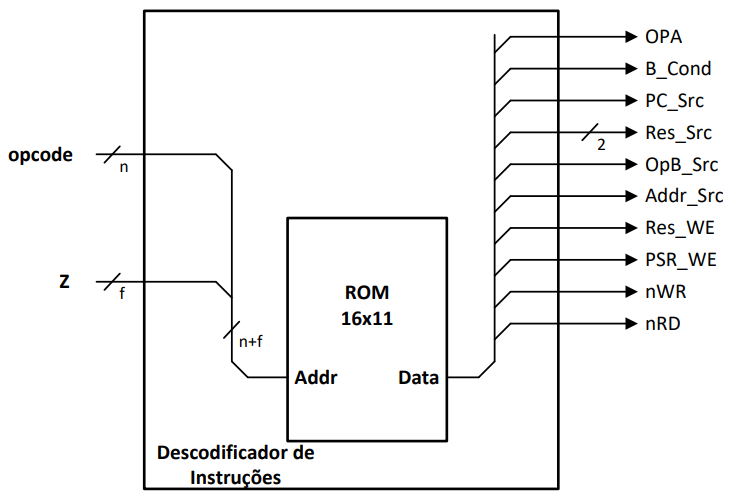 opcode
n
Z
f
n+f
ROM
16x11
Addr
Data
Descodificador de
Instruções
OPA
B_Cond
PC_Src
Res_Src
2
OpB_Src
Addr_Src
Res_WE
PSR_WE
nWR
nRD